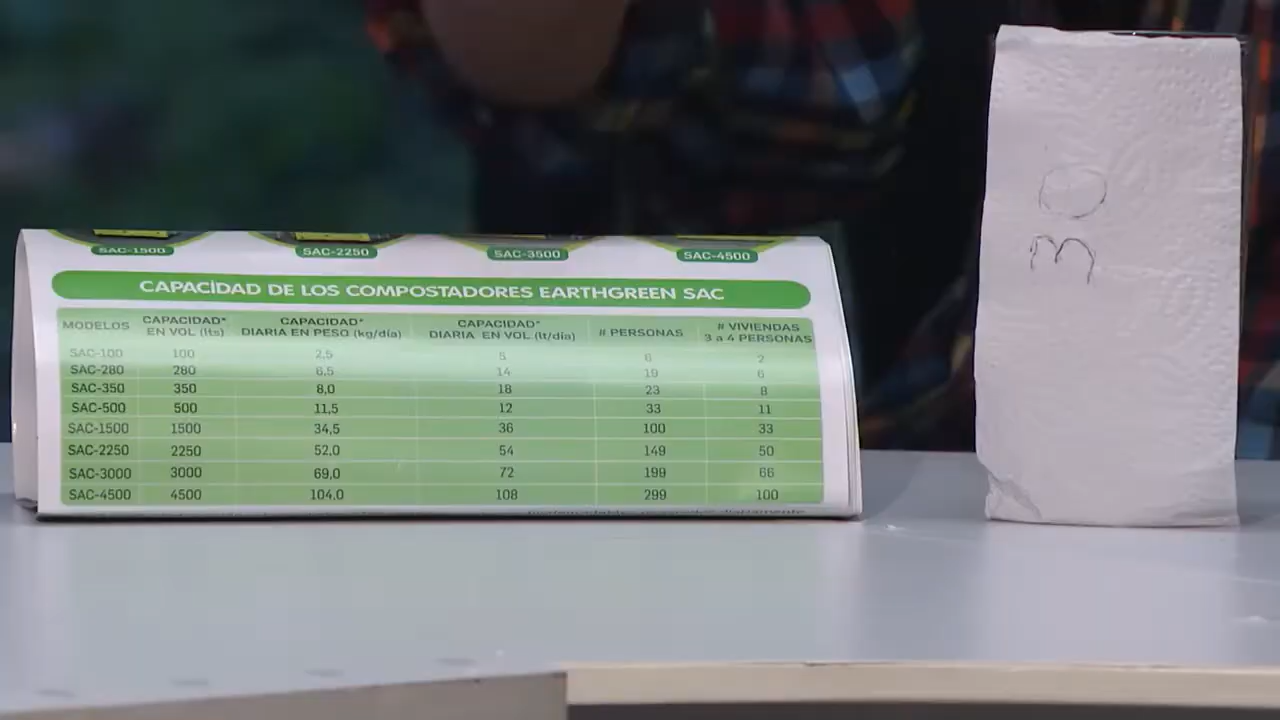 SAC-1500 SAC-2250 SAC-3500 SAC-4500
CAPACIDAD DE LOS COMPOSTADORES EARTHGREEN SAC
MODELOS CAPACIDAD* EN VOL (lts) CAPACIDAD* DIARIA EN PESO (kg/día) CAPACIDAD* DIARIA EN VOL (lt/día) # PERSONAS # VIVIENDAS 3 a 4 PERSONAS
SAC-100 100 2,5 5 6 2
SAC-280 280 6,5 14 19 6
SAC-350 350 8,0 18 23 8
SAC-500 500 11,5 12 33 11
SAC-1500 1500 34,5 36 100 33
SAC-2250 2250 52,0 54 149 50
SAC-3000 3000 69,0 72 199 66
SAC-4500 4500 104,0 108 299 100
30